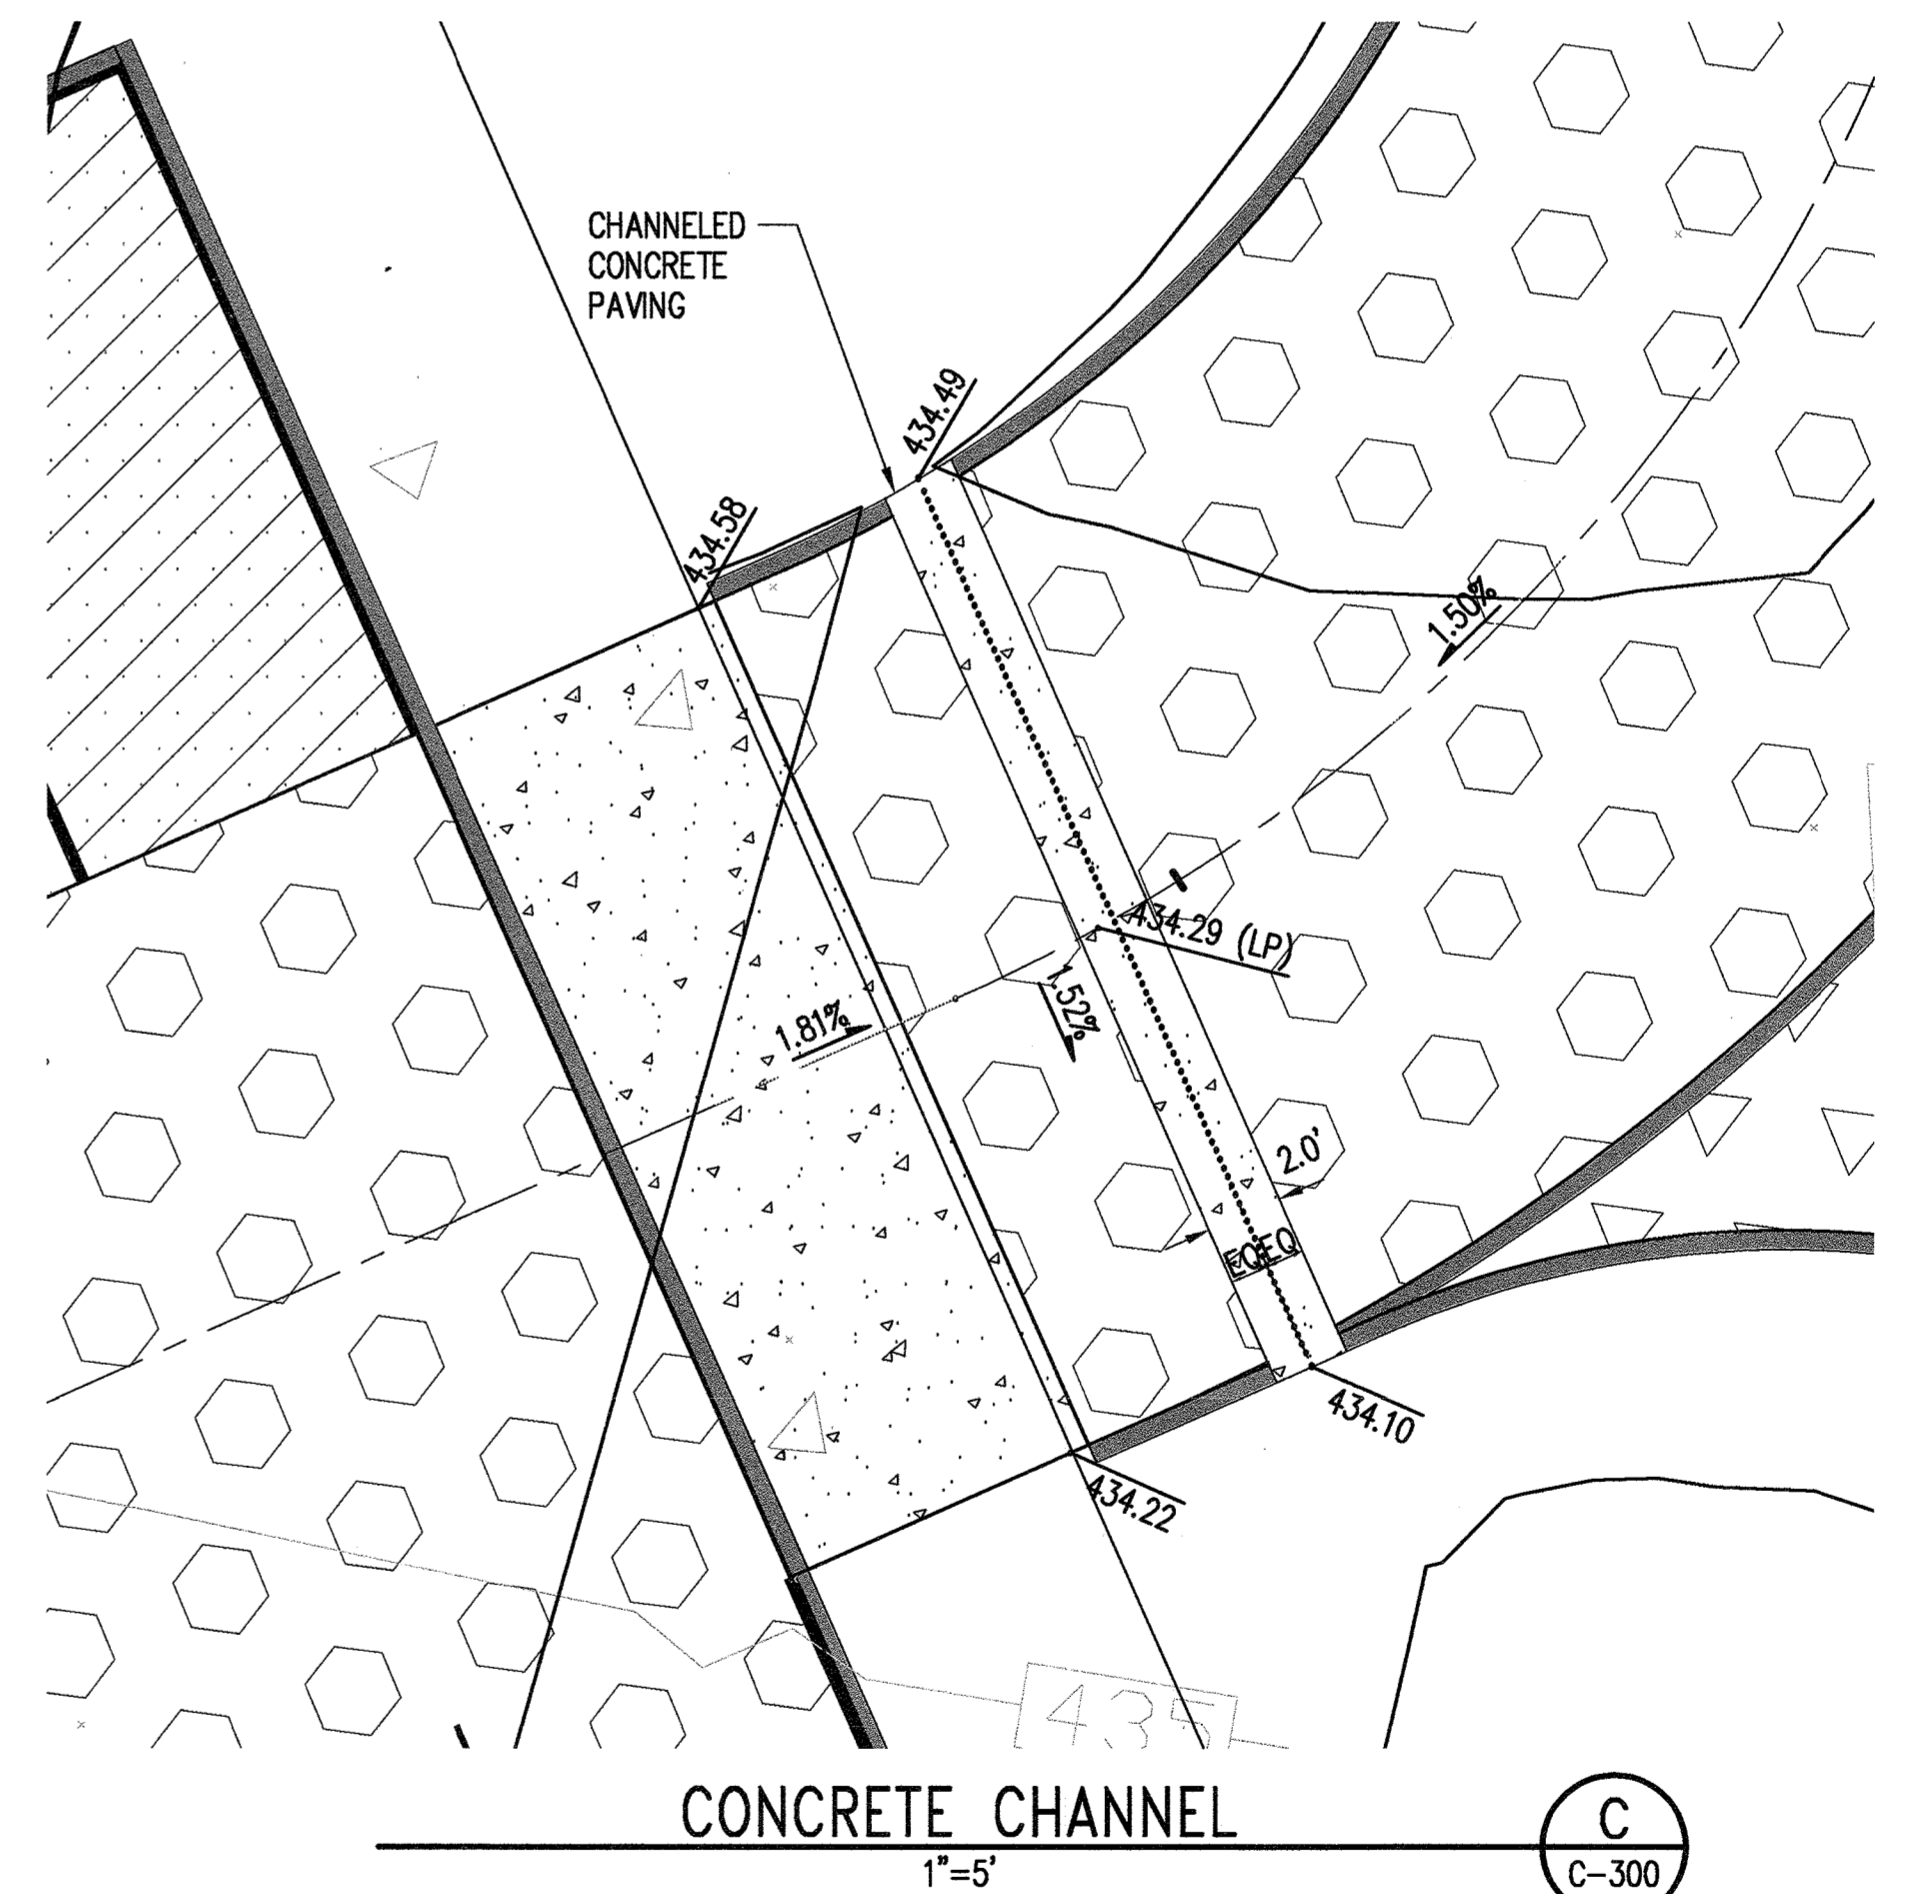 CHANNELED
CONCRETE
PAVING
434.49
434.58
1.50%
434.29 (LP)
1.52%
1.81%
2.0'
EQ EQ
434.10
434.22
435
CONCRETE CHANNEL
1"=5'
C
C-300